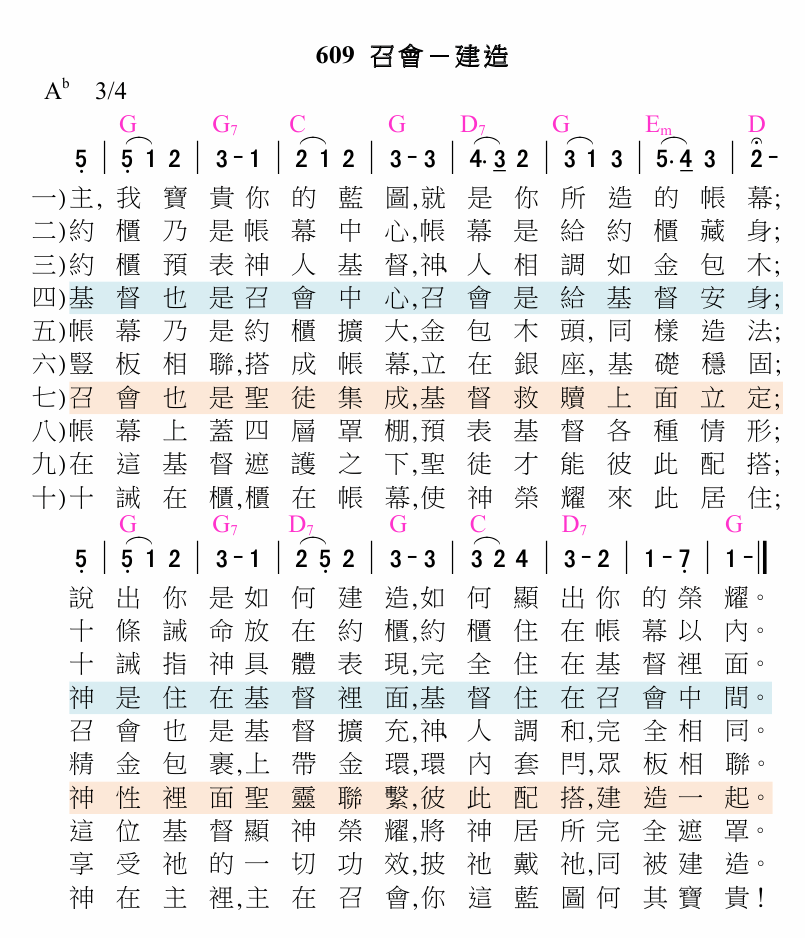 609 召會－建造
A♭ 3/4
G G7 C G D7 G Em D
5 | 5 1 2 | 3 - 1 | 2 1 2 | 3 - 3 | 4. 3 2 | 3 1 3 | 5. 4 3 | 2 -
一)主,我寶貴你的藍圖,就是你所造的帳幕;
二)約櫃乃是帳幕中心,帳幕是給約櫃藏身;
三)約櫃預表神人基督,神、人相調如金包木;
四)基督也是召會中心,召會是給基督安身;
五)帳幕乃是約櫃擴大,金包木頭,同樣造法;
六)豎板相聯,搭成帳幕,立在銀座,基礎穩固;
七)召會也是聖徒集成,基督救贖上面立定;
八)帳幕上蓋四層罩棚,預表基督各種情形;
九)在這基督遮護之下,聖徒才能彼此配搭;
十)十誡在櫃,櫃在帳幕,使神榮耀來此居住;
G G7 D7 G C D7 G
5 | 5 1 2 | 3 - 1 | 2 5 2 | 3 - 3 | 3 2 4 | 3 - 2 | 1 - 7 | 1 - ||
說出你是如何建造,如何顯出你的榮耀。
十條誡命放在約櫃,約櫃住在帳幕以內。
十誡指神具體表現,完全住在基督裡面。
神是住在基督裡面,基督住在召會中間。
召會也是基督擴充,神、人調和,完全相同。
精金包裹,上帶金環,環內套閂,眾板相聯。
神性裡面聖靈聯繫,彼此配搭,建造一起。
這位基督顯神榮耀,將神居所完全遮罩。
享受祂的一切功效,披祂戴祂,同被建造。
神在主裡,主在召會,你這藍圖何其寶貴!